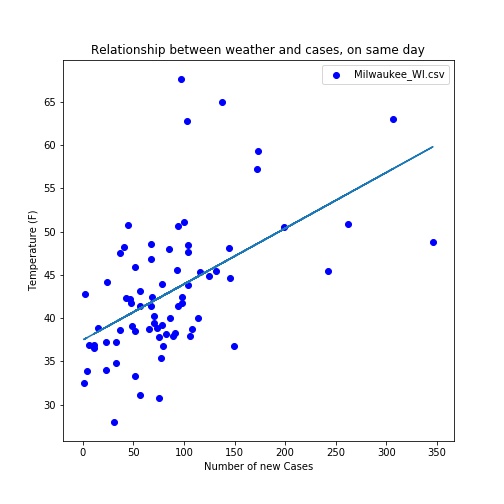 Relationship between weather and cases, on same day
Milwaukee_WI.csv
65
60
55
50
45
40
35
30
Temperature (F)
0 50 100 150 200 250 300 350
Number of new Cases